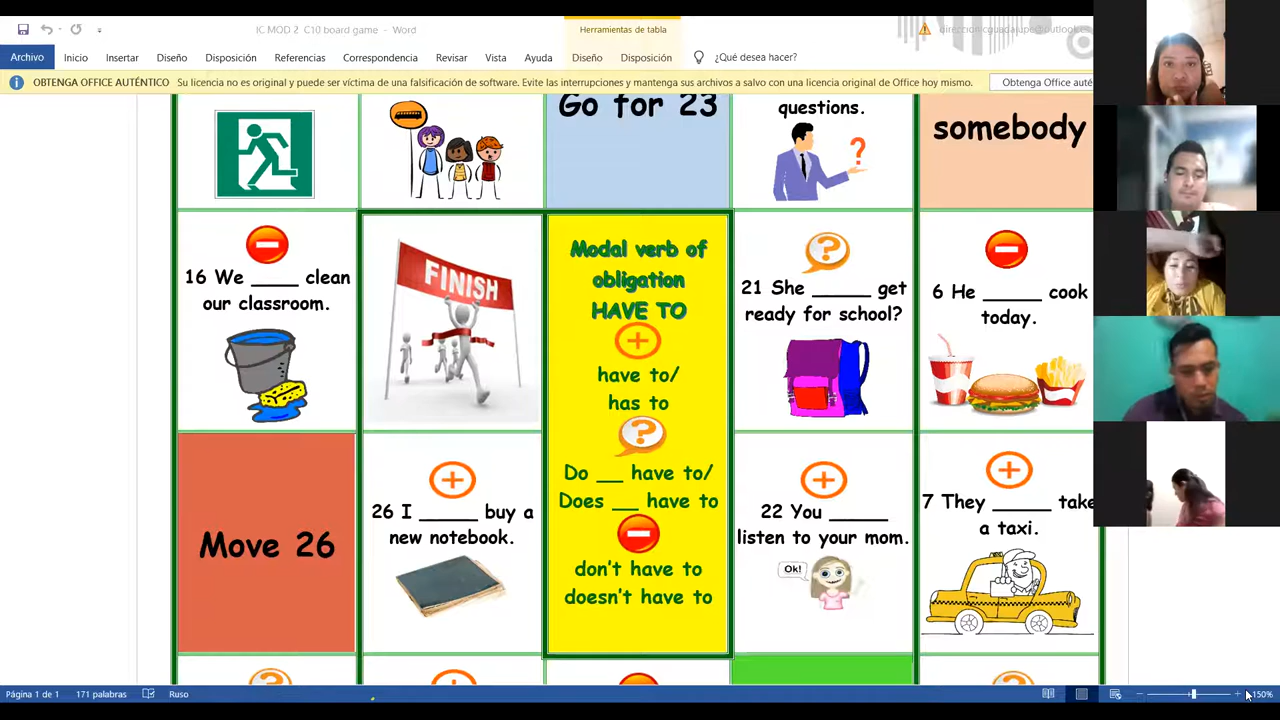 IC MOD 2 C10 board game - Word
Herramientas de tabla
Archivo
Inicio
Insertar
Diseño
Disposición
Referencias
Correspondencia
Revisar
Vista
Ayuda
Diseño
Disposición
¿Qué desea hacer?
OBTENGA OFFICE AUTÉNTICO Su licencia no es original y puede ser víctima de una falsificación de software. Evite las interrupciones y mantenga sus archivos a salvo con una licencia original de Office hoy mismo.
Obtenga Office
Go for 23
questions.
somebody
16 We ____ clean
our classroom.
FINISH
Modal verb of
obligation
HAVE TO
have to/
has to
Do __ have to/
Does __ have to
don't have to
doesn't have to
21 She _____ get
ready for school?
6 He _____ cook
today.
Move 26
26 I _____ buy a
new notebook.
22 You _____
listen to your mom.
Ok!
7 They _____ take
a taxi.
Página 1 de 1
171 palabras
Ruso
150%